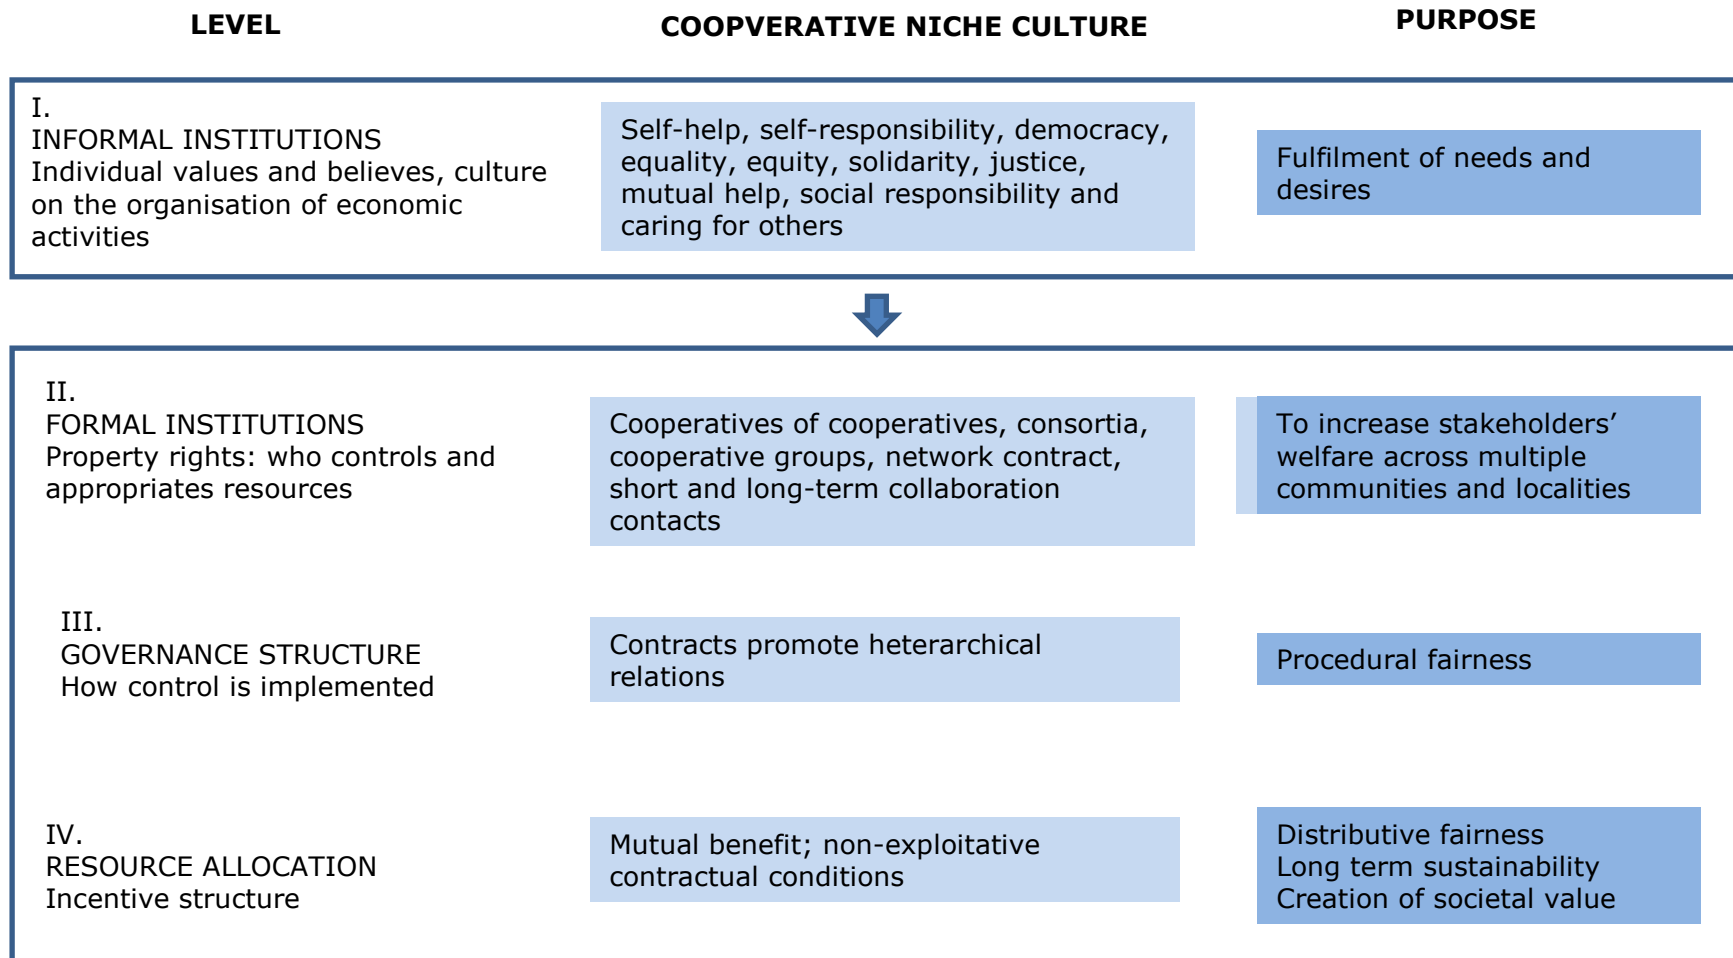 LEVEL
COOPVERATIVE NICHE CULTURE
PURPOSE
I.
INFORMAL INSTITUTIONS
Individual values and believes, culture
on the organisation of economic
activities
Self-help, self-responsibility, democracy,
equality, equity, solidarity, justice,
mutual help, social responsibility and
caring for others
Fulfilment of needs and
desires
II.
FORMAL INSTITUTIONS
Property rights: who controls and
appropriates resources
Cooperatives of cooperatives, consortia,
cooperative groups, network contract,
short and long-term collaboration
contacts
To increase stakeholders’
welfare across multiple
communities and localities
III.
GOVERNANCE STRUCTURE
How control is implemented
Contracts promote heterarchical
relations
Procedural fairness
IV.
RESOURCE ALLOCATION
Incentive structure
Mutual benefit; non-exploitative
contractual conditions
Distributive fairness
Long term sustainability
Creation of societal value